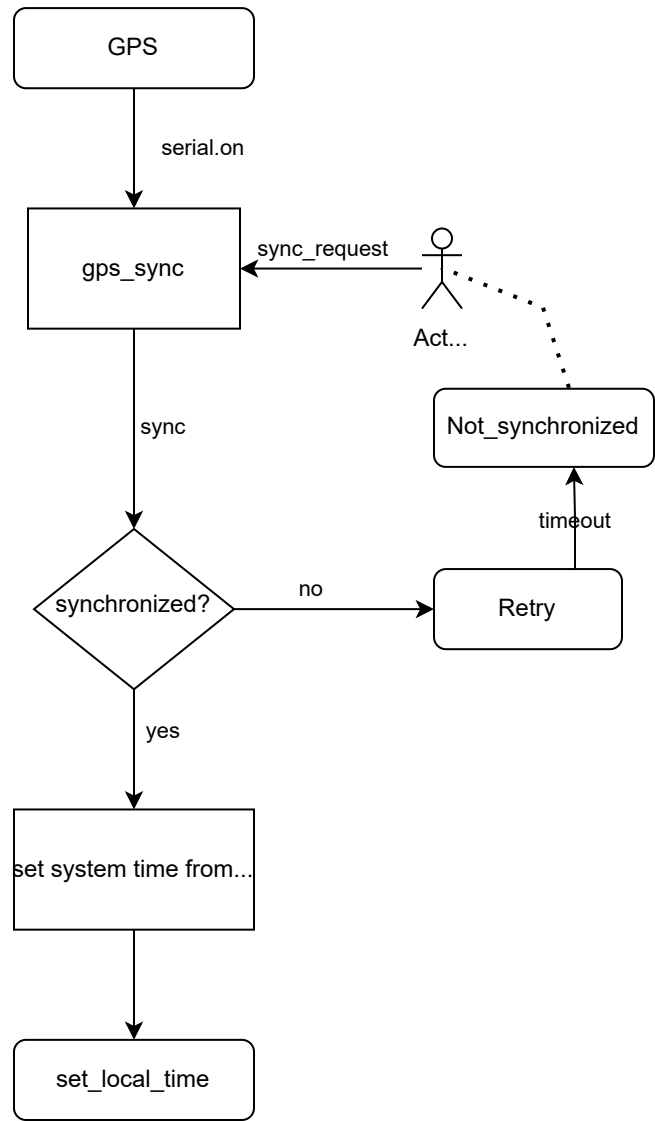 GPS
serial.on
gps_sync
sync_request
Act...
sync
Not_synchronized
timeout
synchronized?
no
Retry
yes
set system time from...
set_local_time